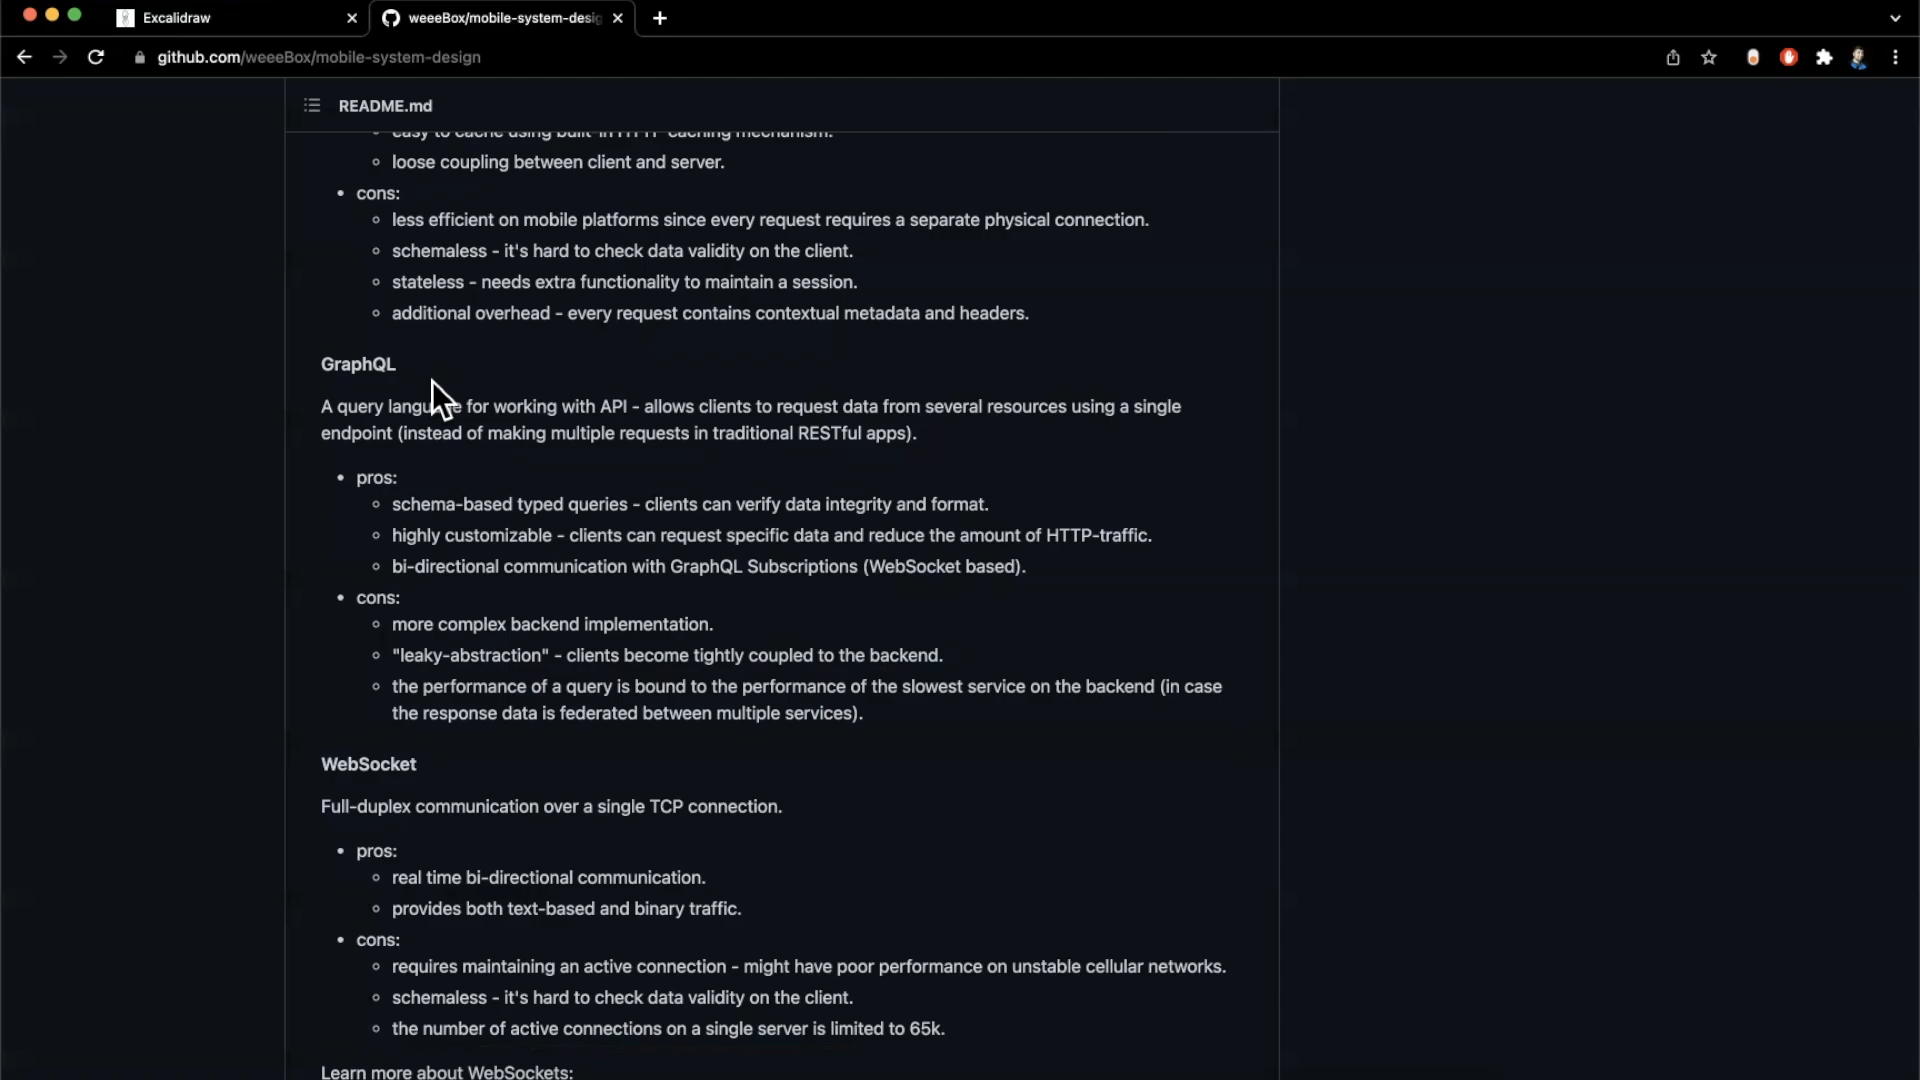 Excalidraw
weeeBox/mobile-system-desig
github.com/weeeBox/mobile-system-design
README.md
easy to cache using built-in HTTP caching mechanism.
loose coupling between client and server.
cons:
less efficient on mobile platforms since every request requires a separate physical connection.
schemaless - it's hard to check data validity on the client.
stateless - needs extra functionality to maintain a session.
additional overhead - every request contains contextual metadata and headers.
GraphQL
A query language for working with API - allows clients to request data from several resources using a single
endpoint (instead of making multiple requests in traditional RESTful apps).
pros:
schema-based typed queries - clients can verify data integrity and format.
highly customizable - clients can request specific data and reduce the amount of HTTP-traffic.
bi-directional communication with GraphQL Subscriptions (WebSocket based).
cons:
more complex backend implementation.
"leaky-abstraction" - clients become tightly coupled to the backend.
the performance of a query is bound to the performance of the slowest service on the backend (in case
the response data is federated between multiple services).
WebSocket
Full-duplex communication over a single TCP connection.
pros:
real time bi-directional communication.
provides both text-based and binary traffic.
cons:
requires maintaining an active connection - might have poor performance on unstable cellular networks.
schemaless - it's hard to check data validity on the client.
the number of active connections on a single server is limited to 65k.
Learn more about WebSockets: